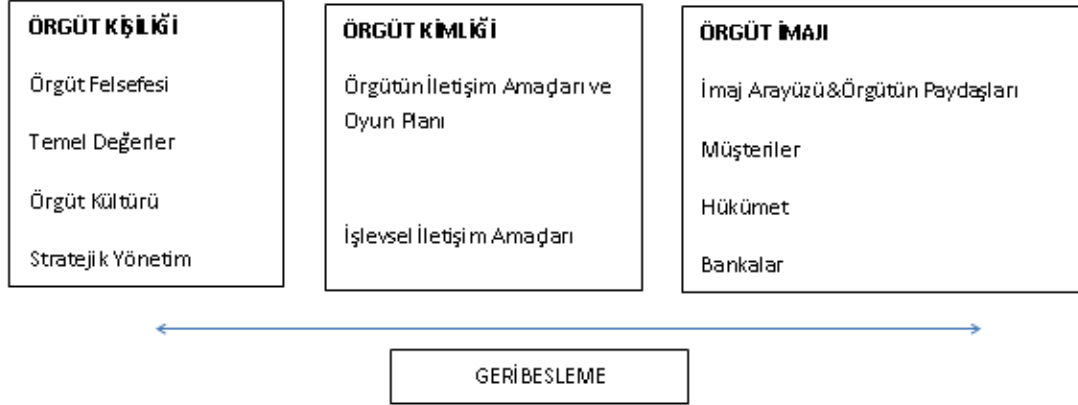 ÖRGÜT KİŞİLİĞİ
Örgüt Felsefesi
Temel Değerler
Örgüt Kültürü
Stratejik Yönetim
ÖRGÜT KİMLİĞİ
Örgütün İletişim Amaçları ve
Oyun Planı
İşlevsel İletişim Amaçları
ÖRGÜT İMAJI
İmaj Arayüzü&Örgütün Paydaşları
Müşteriler
Hükümet
Bankalar
GERİBESLEME